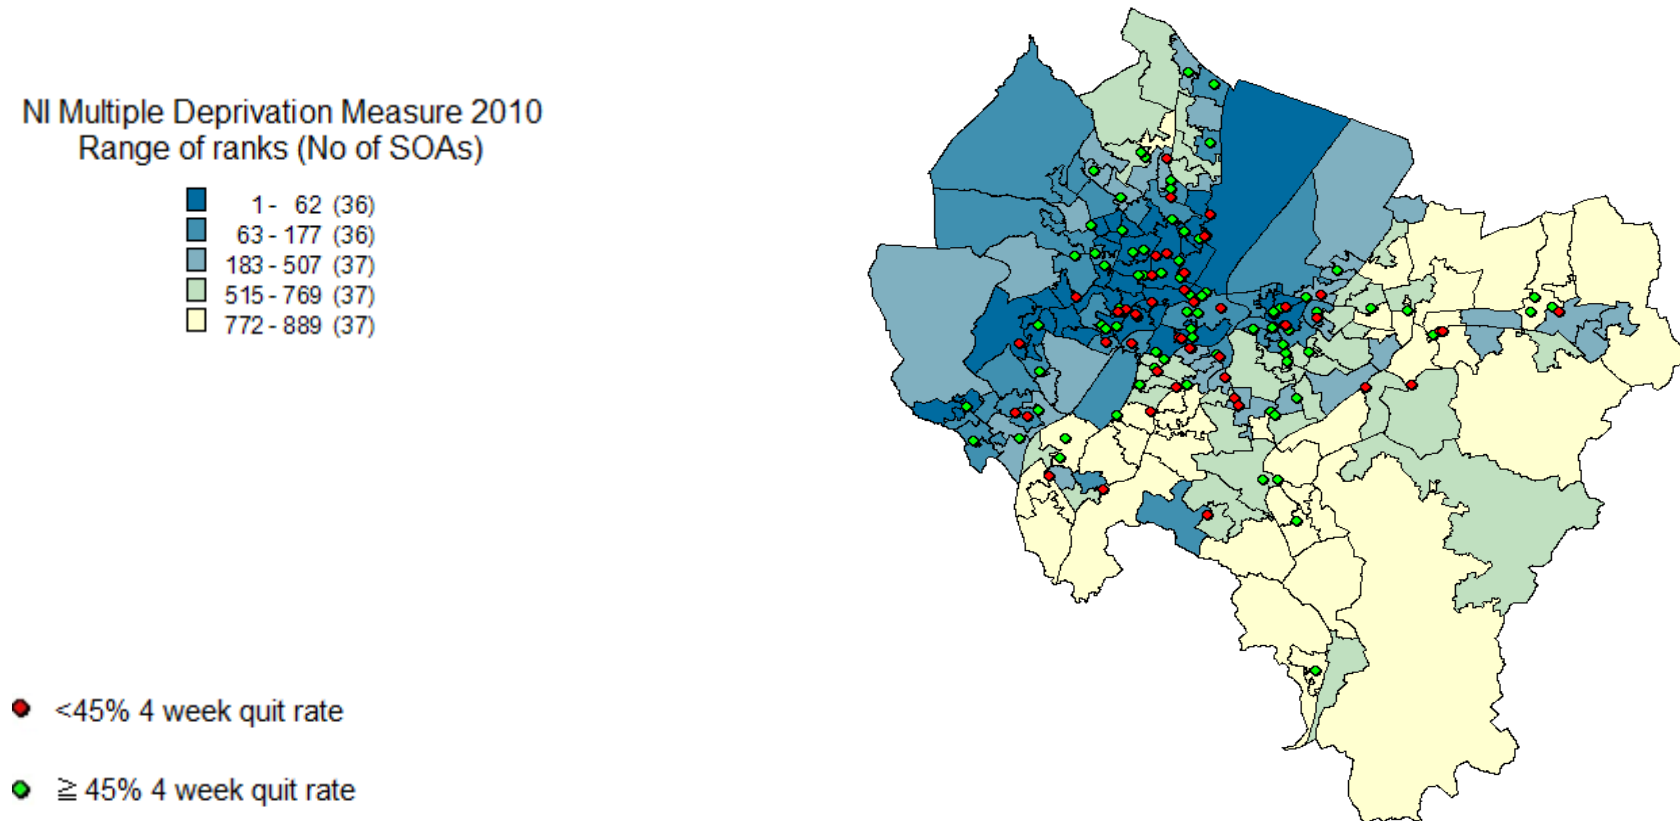 NI Multiple Deprivation Measure 2010
Range of ranks (No of SOAs)
1 - 62 (36)
63 - 177 (36)
183 - 507 (37)
515 - 769 (37)
772 - 889 (37)
<45% 4 week quit rate
≧ 45% 4 week quit rate